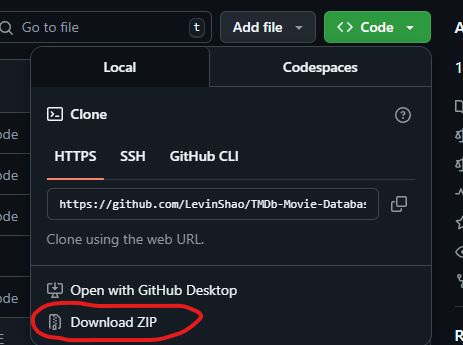 Go to file
t
Add file
Code
A
Local
Codespaces
1
Clone
ode
HTTPS
SSH
GitHub CLI
ode
https://github.com/LevinShao/TMDb-Movie-Databas
ode
Clone using the web URL.
Open with GitHub Desktop
ode
Download ZIP
R